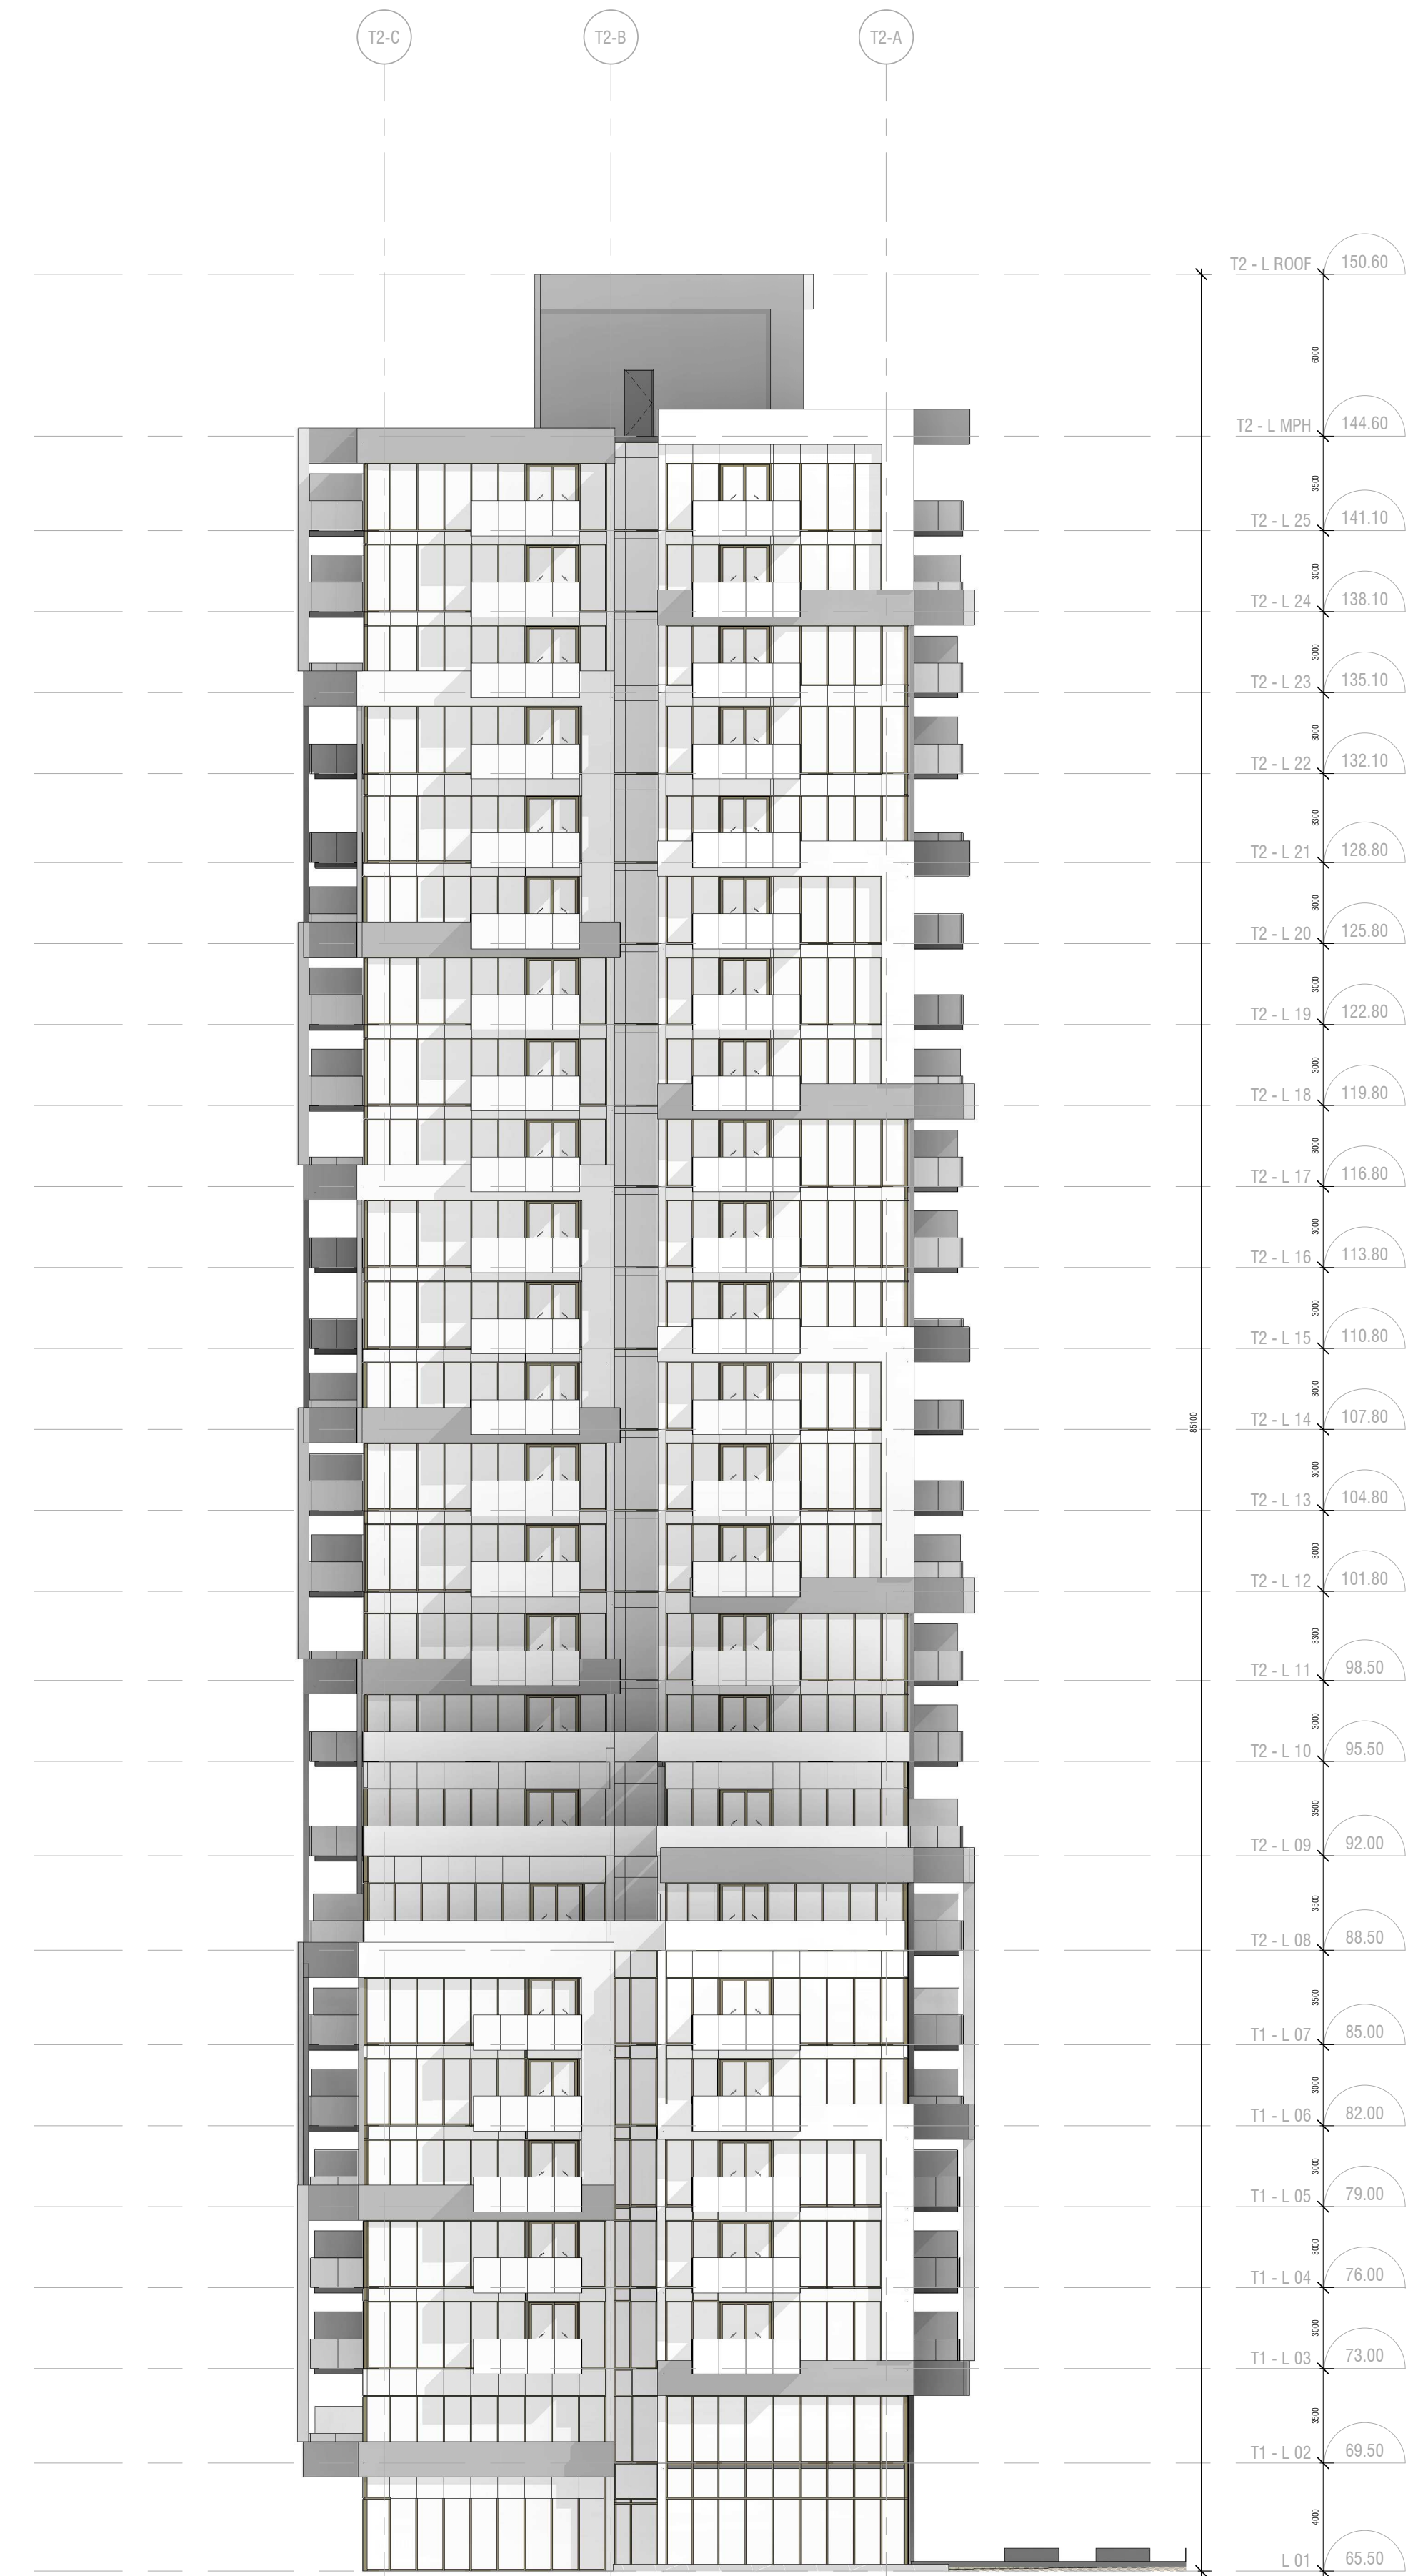 T2-C T2-B T2-A
T2 - L ROOF 150.60
6000
T2 - L MPH 144.60
3500
T2 - L 25 141.10
3000
T2 - L 24 138.10
3000
T2 - L 23 135.10
3000
T2 - L 22 132.10
3300
T2 - L 21 128.80
3000
T2 - L 20 125.80
3000
T2 - L 19 122.80
3000
T2 - L 18 119.80
3000
T2 - L 17 116.80
3000
T2 - L 16 113.80
3000
T2 - L 15 110.80
3000
85100
T2 - L 14 107.80
3000
T2 - L 13 104.80
3000
T2 - L 12 101.80
3300
T2 - L 11 98.50
3000
T2 - L 10 95.50
3500
T2 - L 09 92.00
3500
T2 - L 08 88.50
3500
T1 - L 07 85.00
3000
T1 - L 06 82.00
3000
T1 - L 05 79.00
3000
T1 - L 04 76.00
3000
T1 - L 03 73.00
3500
T1 - L 02 69.50
4000
L 01 65.50